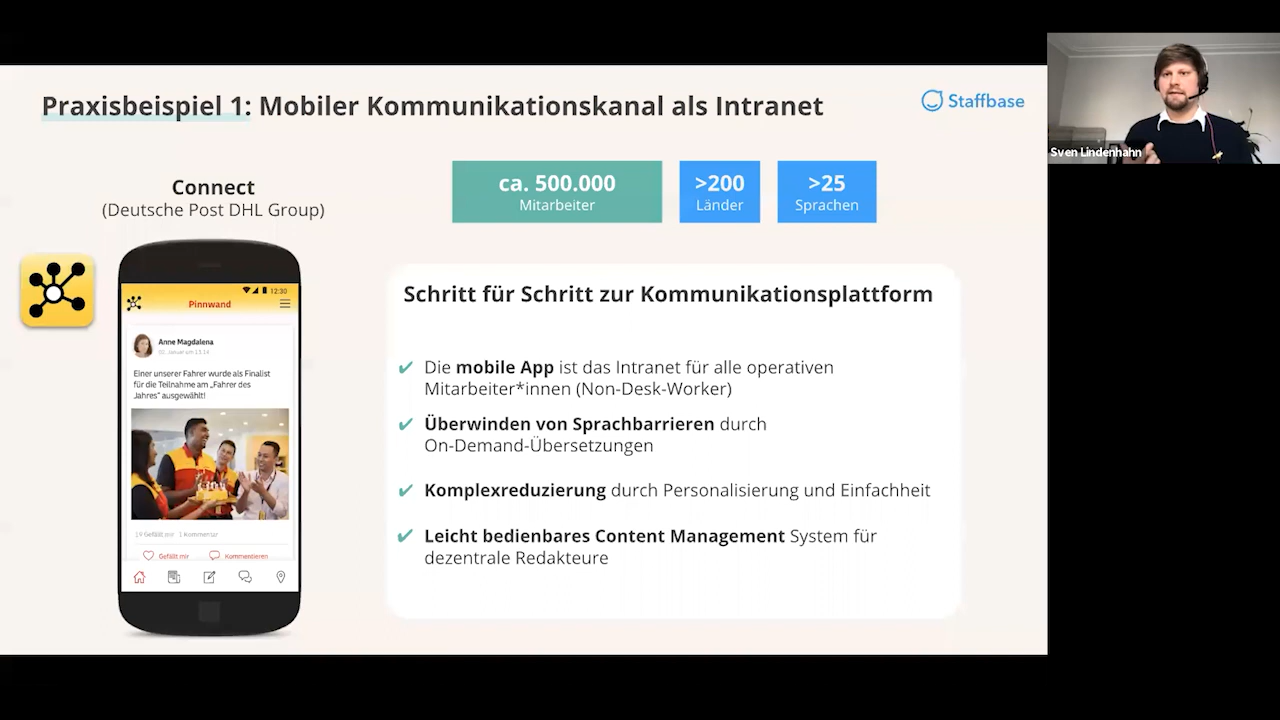 Praxisbeispiel 1: Mobiler Kommunikationskanal als Intranet
Staffbase
Sven Lindenhahn
Connect
(Deutsche Post DHL Group)
ca. 500.000
Mitarbeiter
>200
Länder
>25
Sprachen
12:30
Pinnwand
Anne Magdalena
Einer unserer Fahrer wurde als Finalist
für die Teilnahme am „Fahrer des
Jahres“ ausgewählt!
Gefällt mir 1 Kommentar
Gefällt mir
Kommentieren
Schritt für Schritt zur Kommunikationsplattform
✔ Die mobile App ist das Intranet für alle operativen
Mitarbeiter*innen (Non-Desk-Worker)
✔ Überwinden von Sprachbarrieren durch
On-Demand-Übersetzungen
✔ Komplexreduzierung durch Personalisierung und Einfachheit
✔ Leicht bedienbares Content Management System für
dezentrale Redakteure